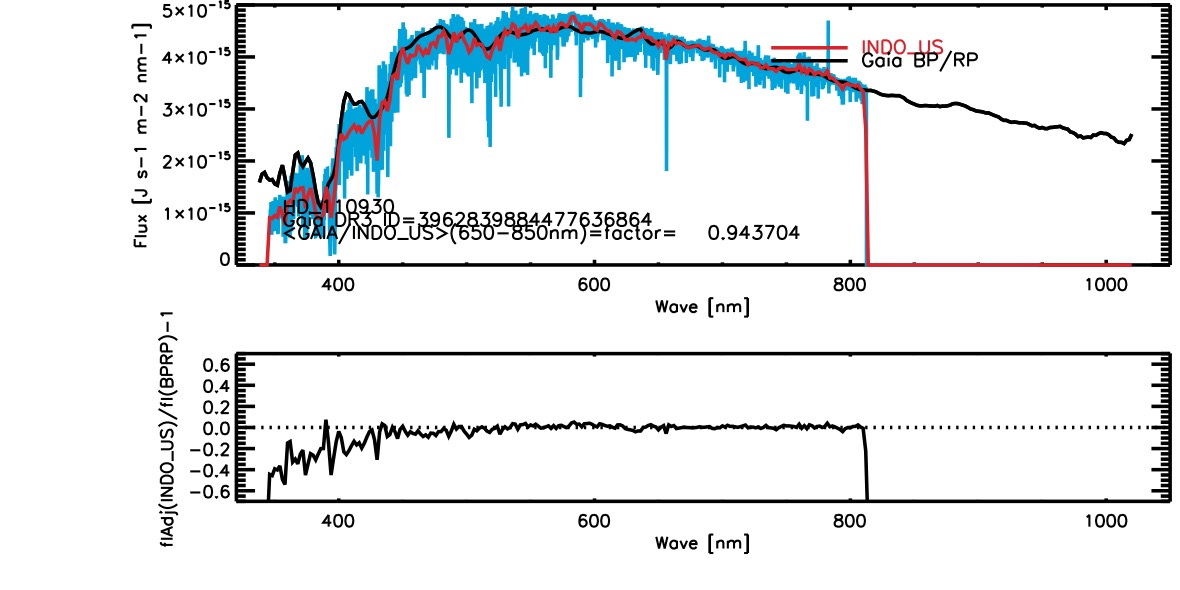 5×10−15
4×10−15
3×10−15
2×10−15
1×10−15
0
Flux [J s−1 m−2 nm−1]
INDO_US
Gaia BP/RP
HD_110930
Gaia DR3 ID=3962839884477636864
<GAIA/INDO_US>(650−850nm)=factor= 0.943704
400 600 800 1000
Wave [nm]
flAdj(INDO_US)/fl(BPRP)−1
0.6
0.4
0.2
0.0
−0.2
−0.4
−0.6
400 600 800 1000
Wave [nm]